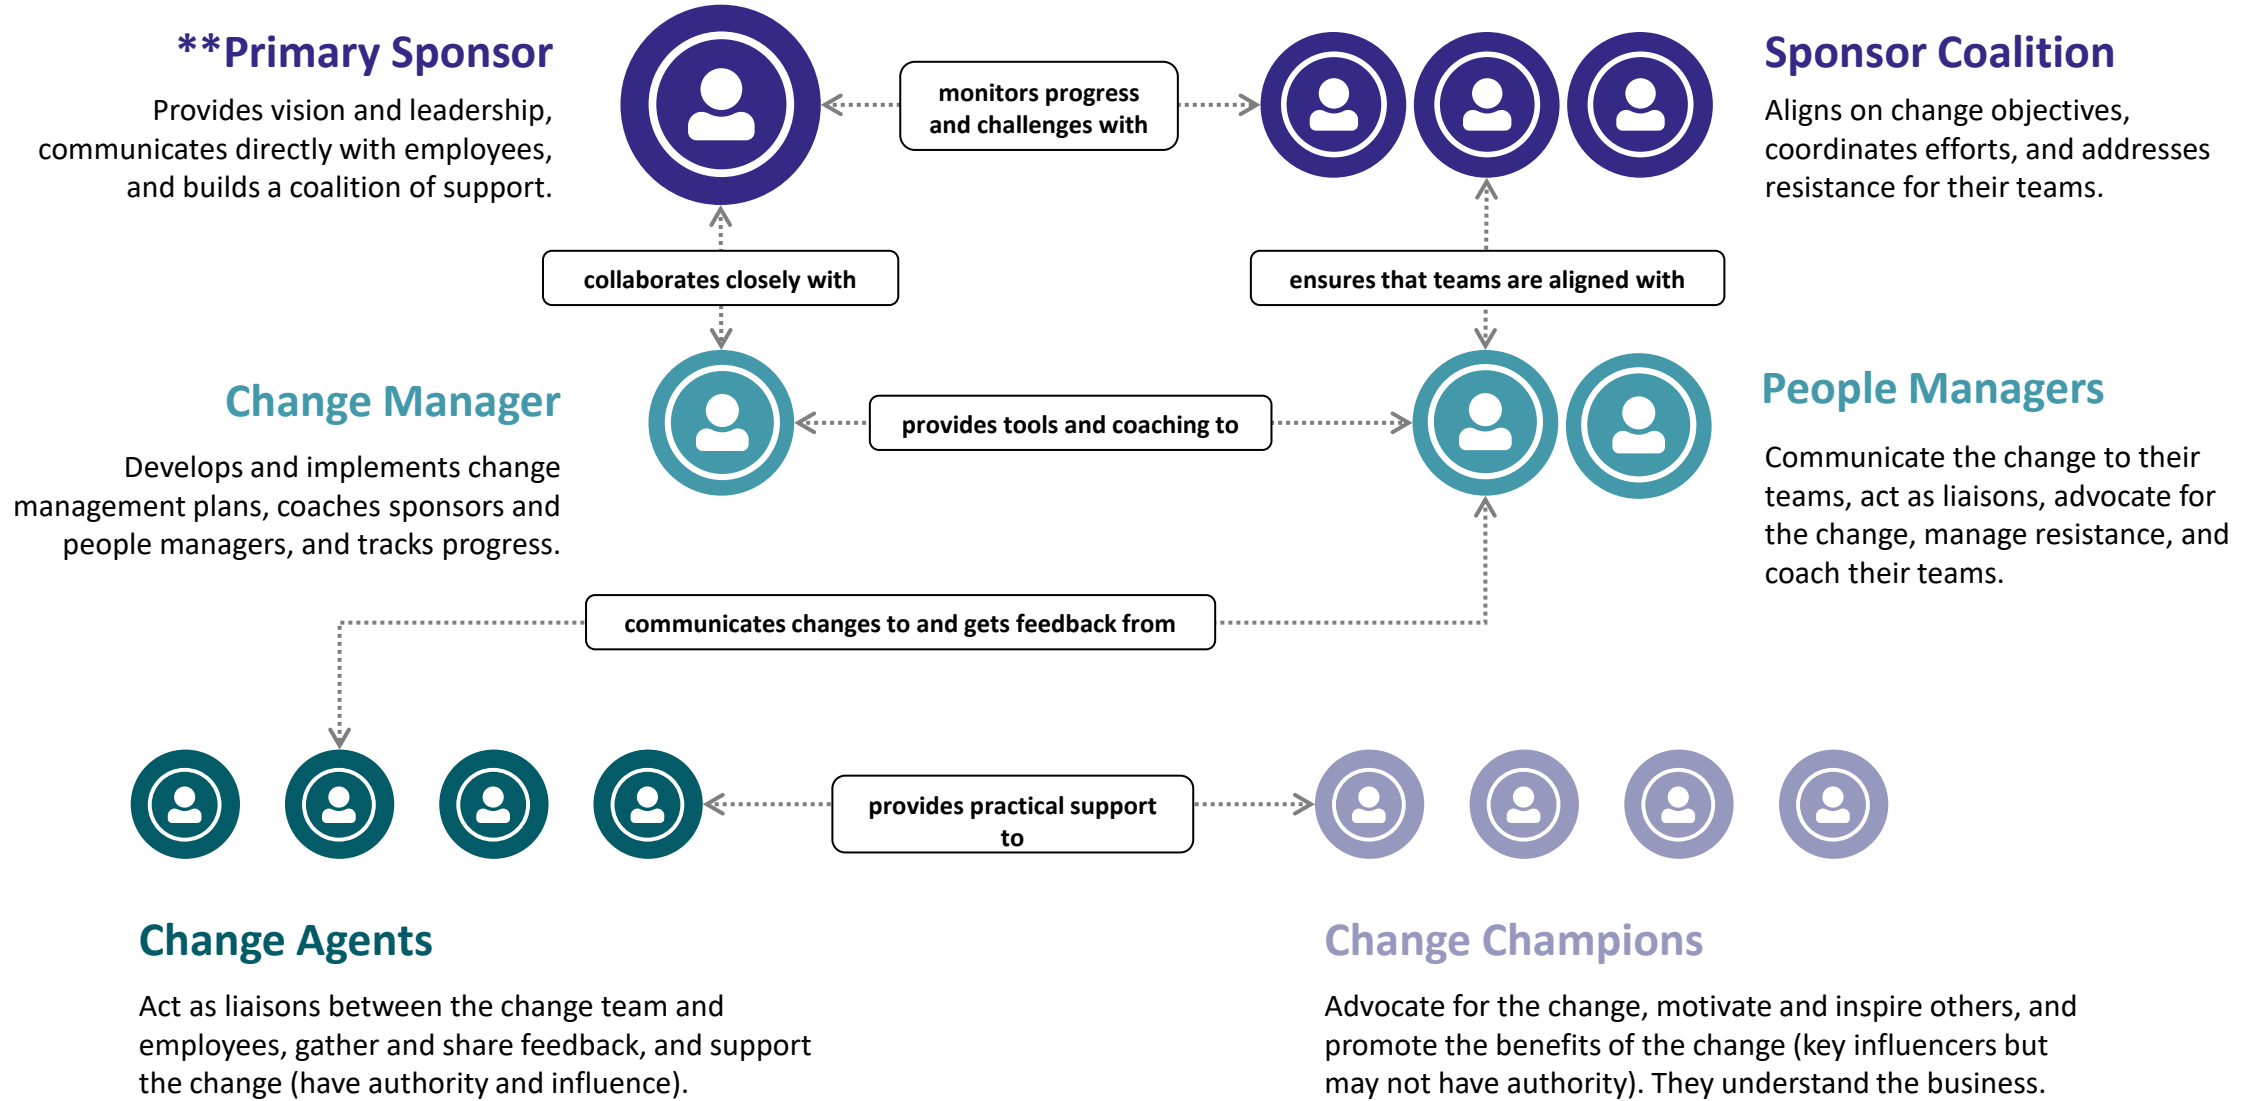 **Primary Sponsor
Provides vision and leadership,
communicates directly with employees,
and builds a coalition of support.
monitors progress
and challenges with
Sponsor Coalition
Aligns on change objectives,
coordinates efforts, and addresses
resistance for their teams.
collaborates closely with
ensures that teams are aligned with
Change Manager
Develops and implements change
management plans, coaches sponsors and
people managers, and tracks progress.
provides tools and coaching to
People Managers
Communicate the change to their
teams, act as liaisons, advocate for
the change, manage resistance, and
coach their teams.
communicates changes to and gets feedback from
provides practical support
to
Change Agents
Act as liaisons between the change team and
employees, gather and share feedback, and support
the change (have authority and influence).
Change Champions
Advocate for the change, motivate and inspire others, and
promote the benefits of the change (key influencers but
may not have authority). They understand the business.